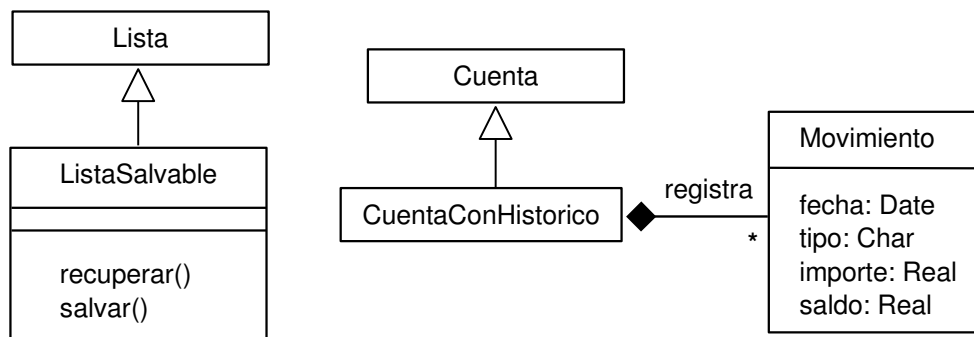 Lista
ListaSalvable
recuperar()
salvar()
Cuenta
CuentaConHistorico
registra
*
Movimiento
fecha: Date
tipo: Char
importe: Real
saldo: Real